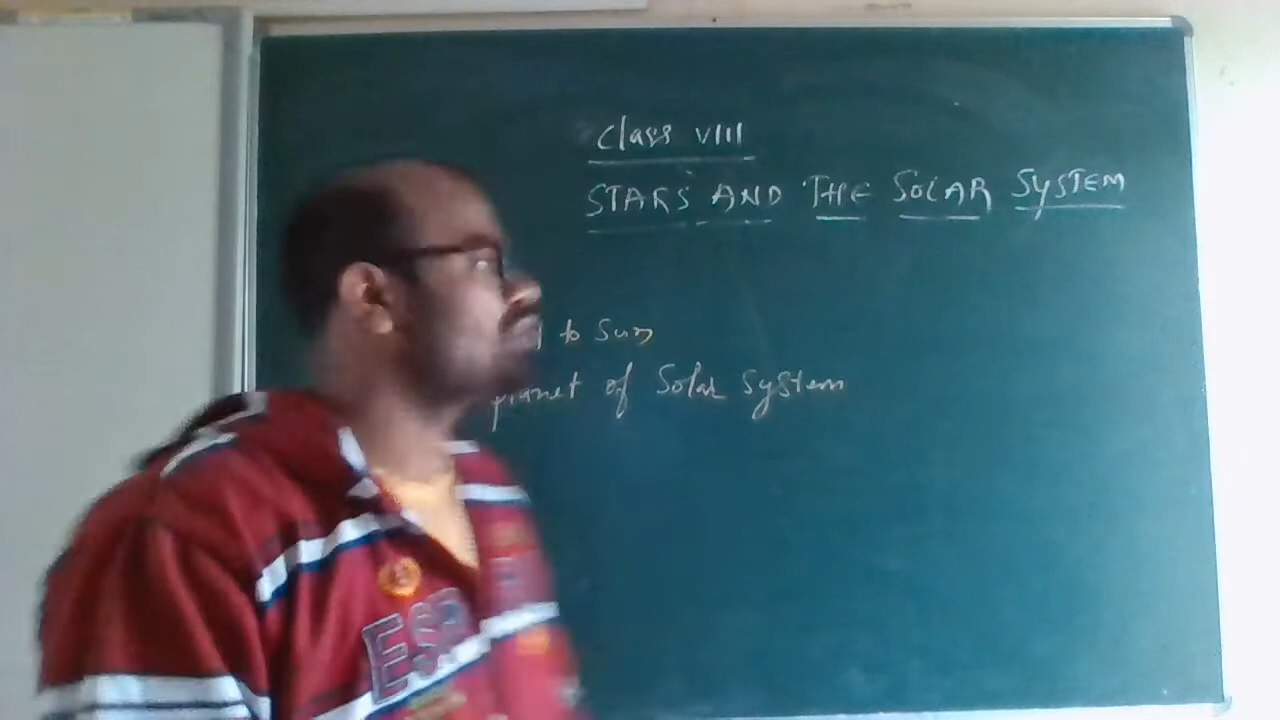 Class VIII
STARS AND THE SOLAR SYSTEM
to Sun
planet of Solar System